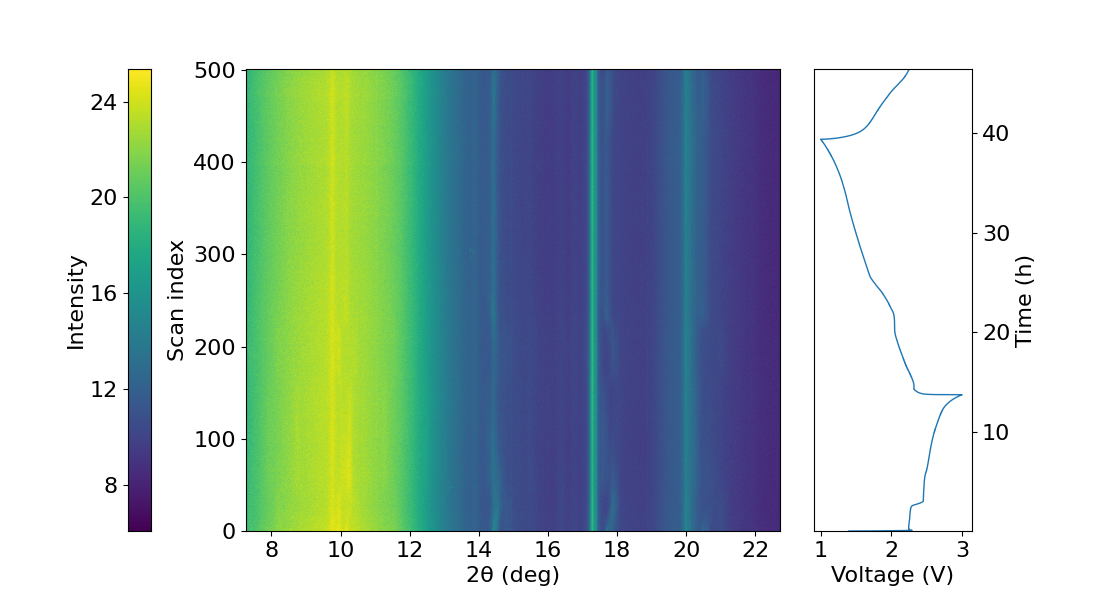 24
20
16
12
8
Intensity
500
400
300
200
100
0
Scan index
8 10 12 14 16 18 20 22
2θ (deg)
40
30
20
10
Time (h)
1 2 3
Voltage (V)